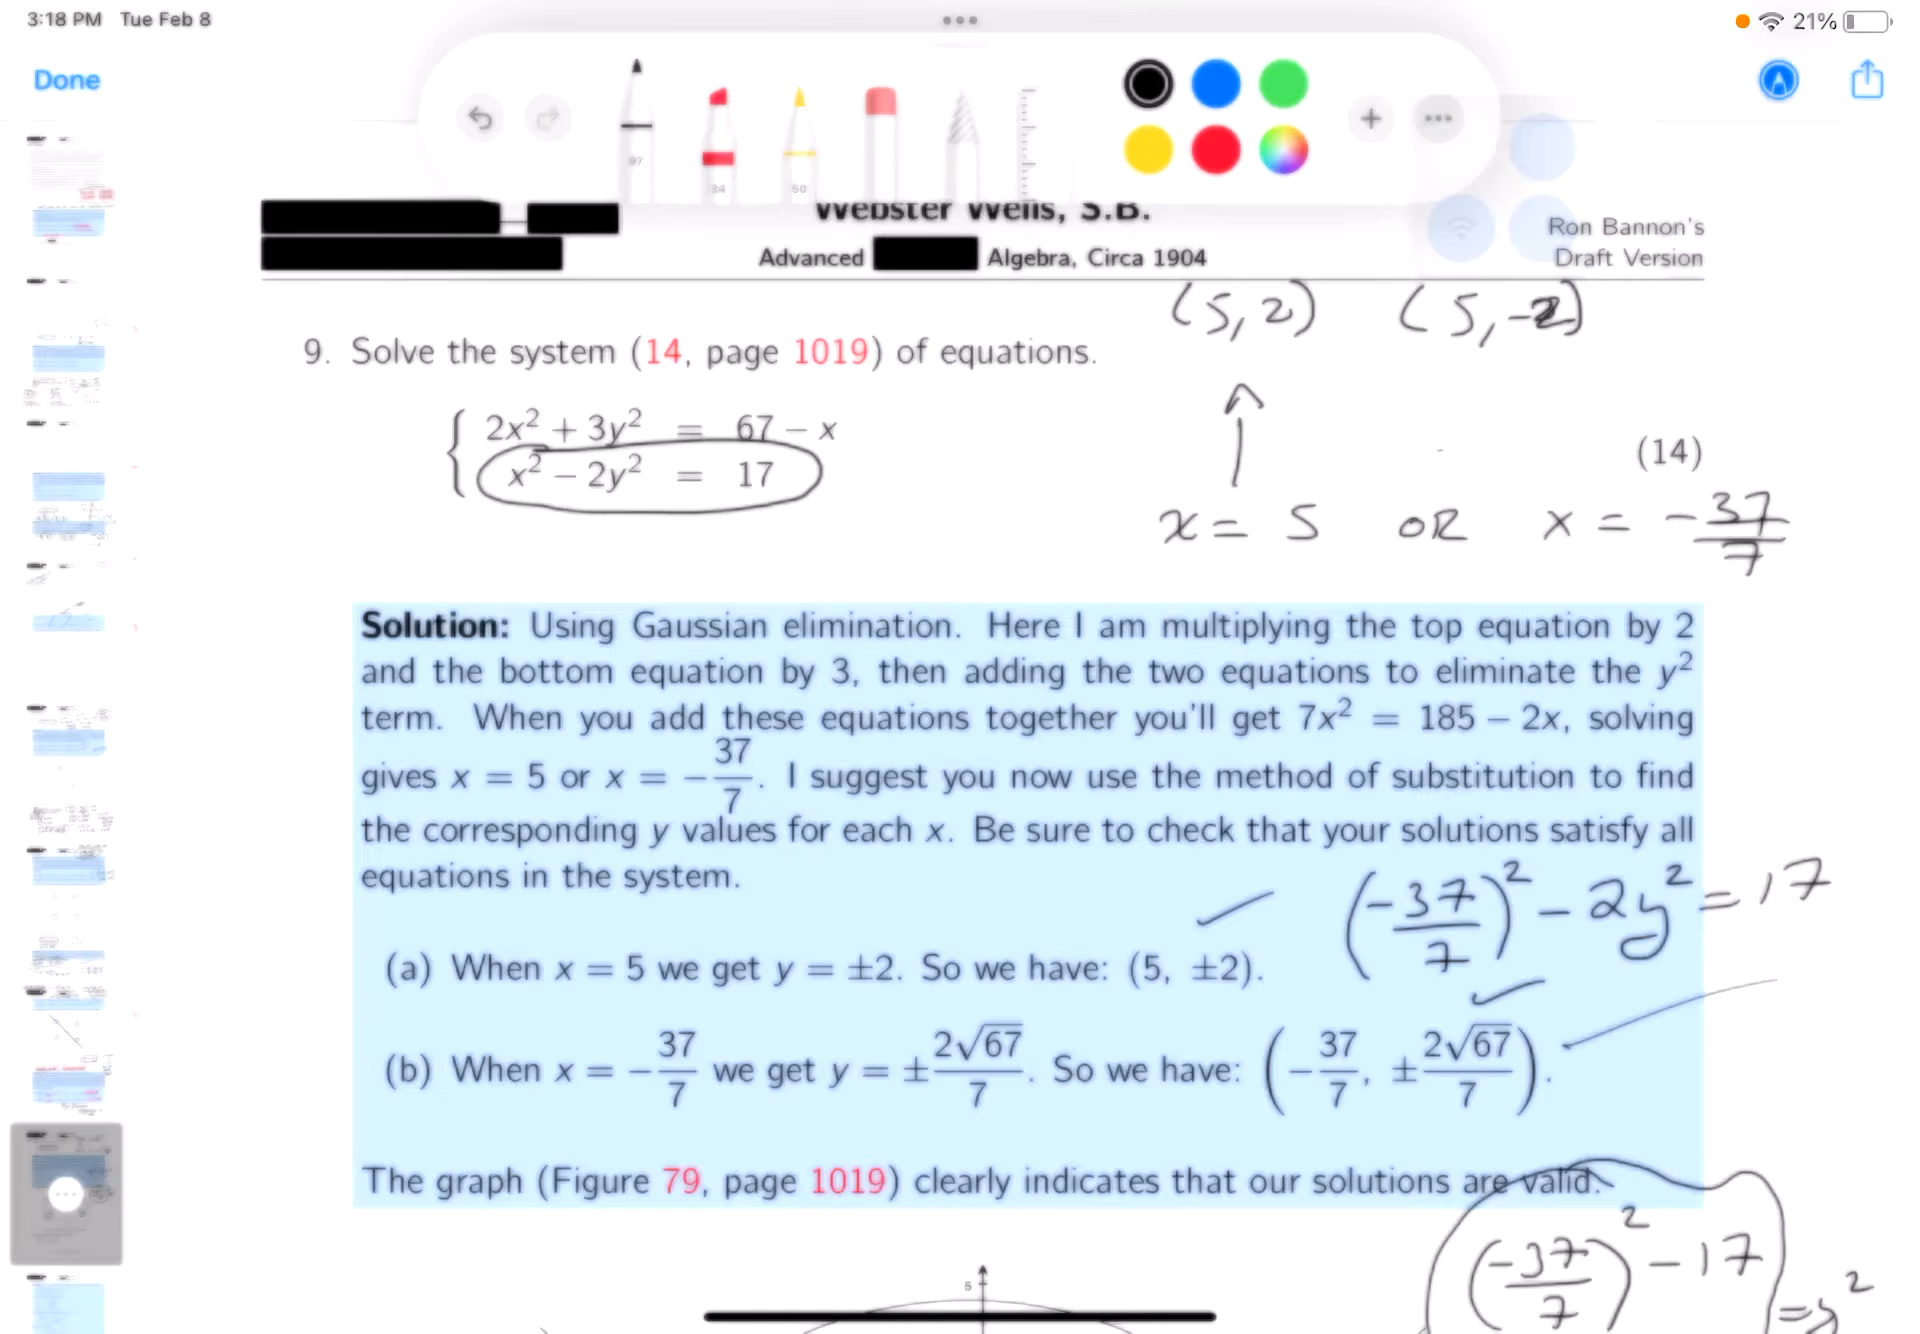 3:18 PM Tue Feb 8
21%
Done
97
84
50
Webster Wells, S.B.
Advanced Algebra, Circa 1904
Ron Bannon's
Draft Version
(5,2) (5,-2)
9. Solve the system (14, page 1019) of equations.
2x² + 3y² = 67 − x
x² − 2y² = 17
(14)
x = 5 OR x = -37/7
Solution: Using Gaussian elimination. Here I am multiplying the top equation by 2
and the bottom equation by 3, then adding the two equations to eliminate the y²
term. When you add these equations together you'll get 7x² = 185 − 2x, solving
gives x = 5 or x = −37/7. I suggest you now use the method of substitution to find
the corresponding y values for each x. Be sure to check that your solutions satisfy all
equations in the system.
(-37/7)² - 2y² = 17
(a) When x = 5 we get y = ±2. So we have: (5, ±2).
(b) When x = −37/7 we get y = ±2√67/7. So we have: (−37/7, ±2√67/7).
The graph (Figure 79, page 1019) clearly indicates that our solutions are valid.
(-37/7)² - 17 = y²
5